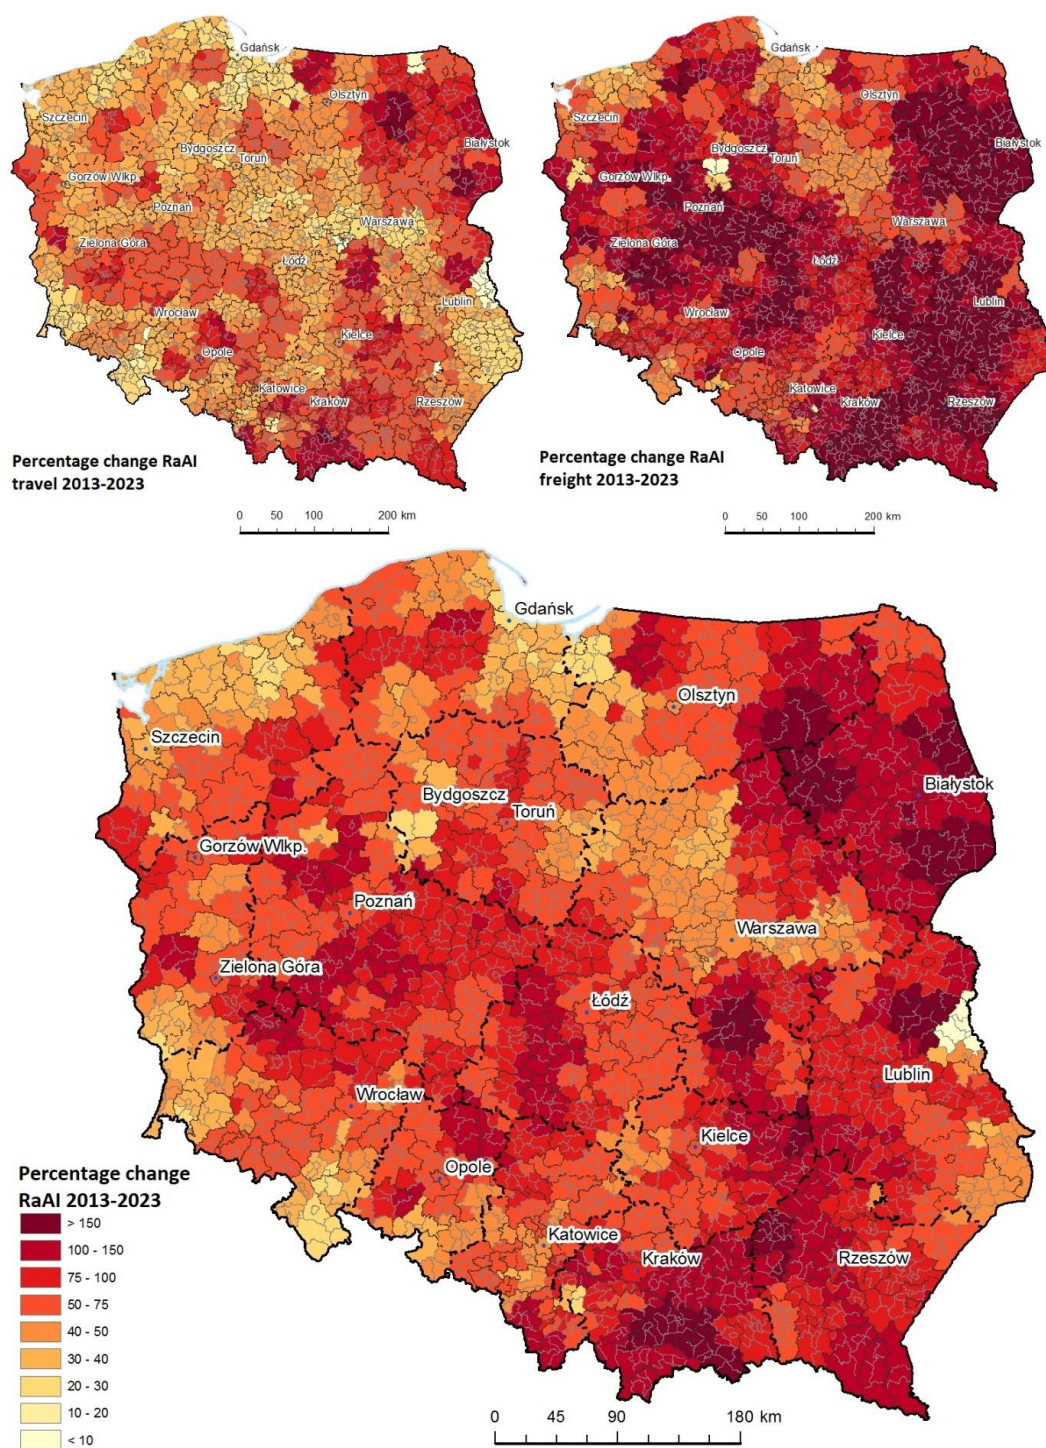 Gdańsk
Olsztyn
Szczecin
Białystok
Bydgoszcz
Toruń
Gorzów Wlkp.
Poznań
Warszawa
Zielona Góra
Łódź
Lublin
Wrocław
Kielce
Opole
Katowice
Kraków
Rzeszów
Percentage change RaAI
travel 2013-2023
0 50 100 200 km
Gdańsk
Olsztyn
Szczecin
Białystok
Bydgoszcz
Toruń
Gorzów Wlkp.
Poznań
Warszawa
Zielona Góra
Łódź
Lublin
Wrocław
Kielce
Opole
Katowice
Kraków
Rzeszów
Percentage change RaAI
freight 2013-2023
0 50 100 200 km
Gdańsk
Olsztyn
Szczecin
Białystok
Bydgoszcz
Toruń
Gorzów Wlkp.
Poznań
Warszawa
Zielona Góra
Łódź
Lublin
Wrocław
Kielce
Opole
Katowice
Kraków
Rzeszów
Percentage change
RaAI 2013-2023
> 150
100 - 150
75 - 100
50 - 75
40 - 50
30 - 40
20 - 30
10 - 20
< 10
0 45 90 180 km